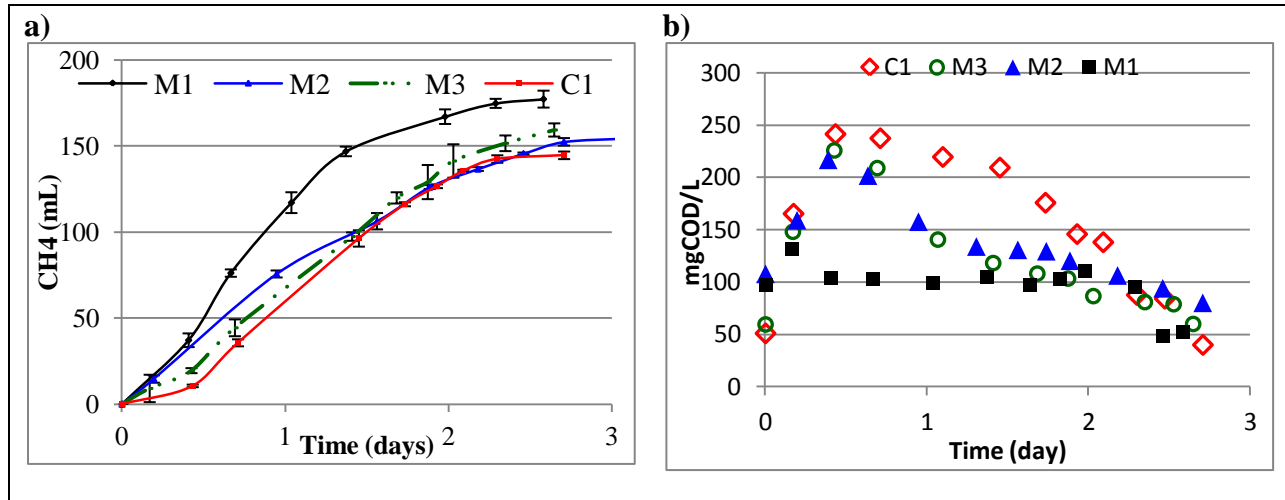 a)
200
M1 M2 M3 C1
150
100
50
0
CH4 (mL)
0 1 2 3
Time (days)
b)
300
C1 M3 M2 M1
250
200
150
100
50
0
mgCOD/L
0 1 2 3
Time (day)